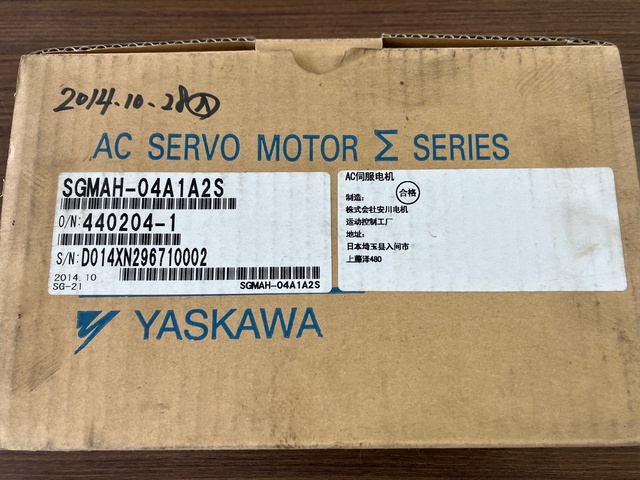 2014.10.28入
AC SERVO MOTOR Σ SERIES
SGMAH-04A1A2S
O/N:440204-1
S/N:D014XN296710002
2014.10
SG-21
SGMAH-04A1A2S
AC伺服电机
制造:
合格
株式会社安川电机
运动控制工厂
地址:
日本埼玉县入间市
上藤泽480
YASKAWA